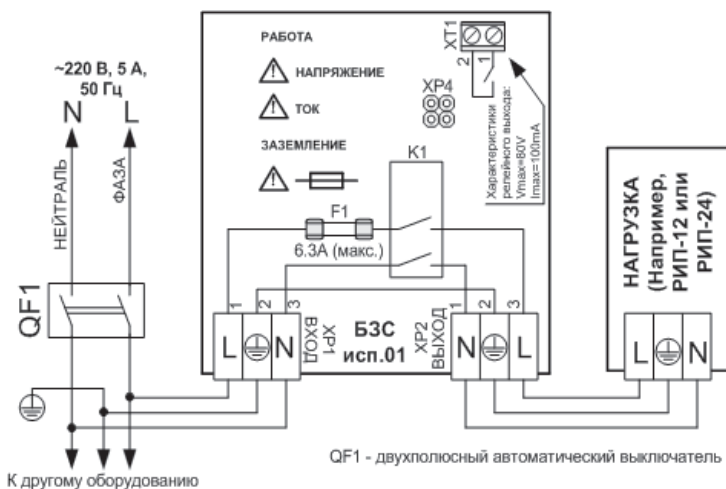 ~220 В, 5 А,
50 Гц
N
L
НЕЙТРАЛЬ
ФАЗА
QF1
К другому оборудованию
РАБОТА
НАПРЯЖЕНИЕ
ТОК
ЗАЗЕМЛЕНИЕ
XT1
2
1
XP4
Характеристики
релейного выхода:
Vmax=80V
Imax=100mA
K1
F1
6.3А (макс.)
1
2
3
L
N
XP1
ВХОД
БЗС
исп.01
XP2
ВЫХОД
1
2
3
N
L
НАГРУЗКА
(Например,
РИП-12 или
РИП-24)
L
N
QF1 - двухполюсный автоматический выключатель